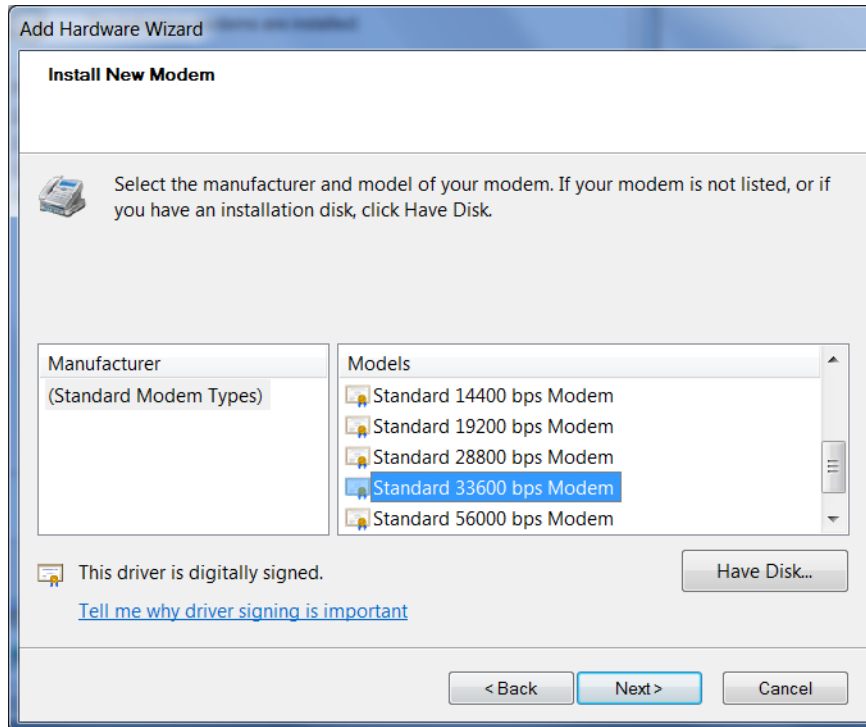 Add Hardware Wizard
Install New Modem
Select the manufacturer and model of your modem. If your modem is not listed, or if
you have an installation disk, click Have Disk.
Manufacturer
(Standard Modem Types)
Models
Standard 14400 bps Modem
Standard 19200 bps Modem
Standard 28800 bps Modem
Standard 33600 bps Modem
Standard 56000 bps Modem
This driver is digitally signed.
Have Disk...
Tell me why driver signing is important
< Back
Next >
Cancel